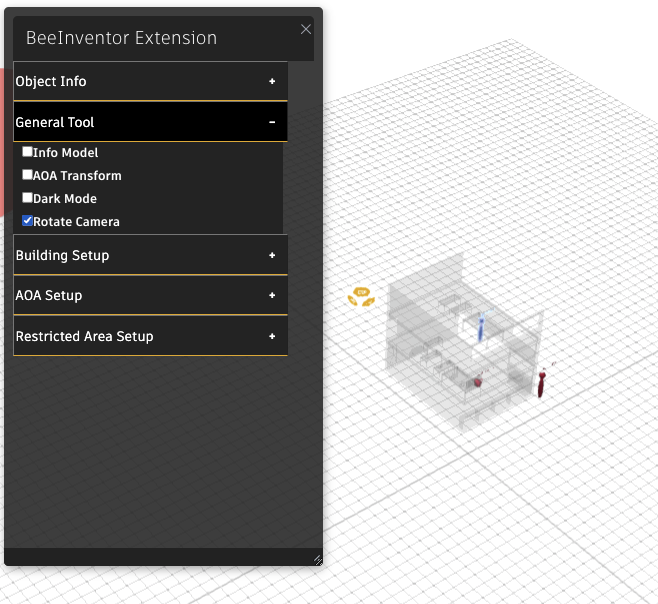 BeeInventor Extension
Object Info +
General Tool -
Info Model
AOA Transform
Dark Mode
Rotate Camera
Building Setup +
AOA Setup +
Restricted Area Setup +